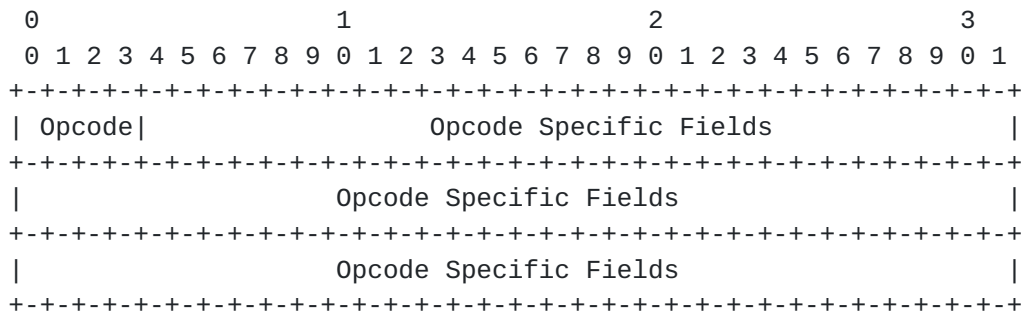 0                   1                   2                   3
 0 1 2 3 4 5 6 7 8 9 0 1 2 3 4 5 6 7 8 9 0 1 2 3 4 5 6 7 8 9 0 1
+-+-+-+-+-+-+-+-+-+-+-+-+-+-+-+-+-+-+-+-+-+-+-+-+-+-+-+-+-+-+-+-+
| Opcode|                  Opcode Specific Fields               |
+-+-+-+-+-+-+-+-+-+-+-+-+-+-+-+-+-+-+-+-+-+-+-+-+-+-+-+-+-+-+-+-+
|                    Opcode Specific Fields                     |
+-+-+-+-+-+-+-+-+-+-+-+-+-+-+-+-+-+-+-+-+-+-+-+-+-+-+-+-+-+-+-+-+
|                    Opcode Specific Fields                     |
+-+-+-+-+-+-+-+-+-+-+-+-+-+-+-+-+-+-+-+-+-+-+-+-+-+-+-+-+-+-+-+-+